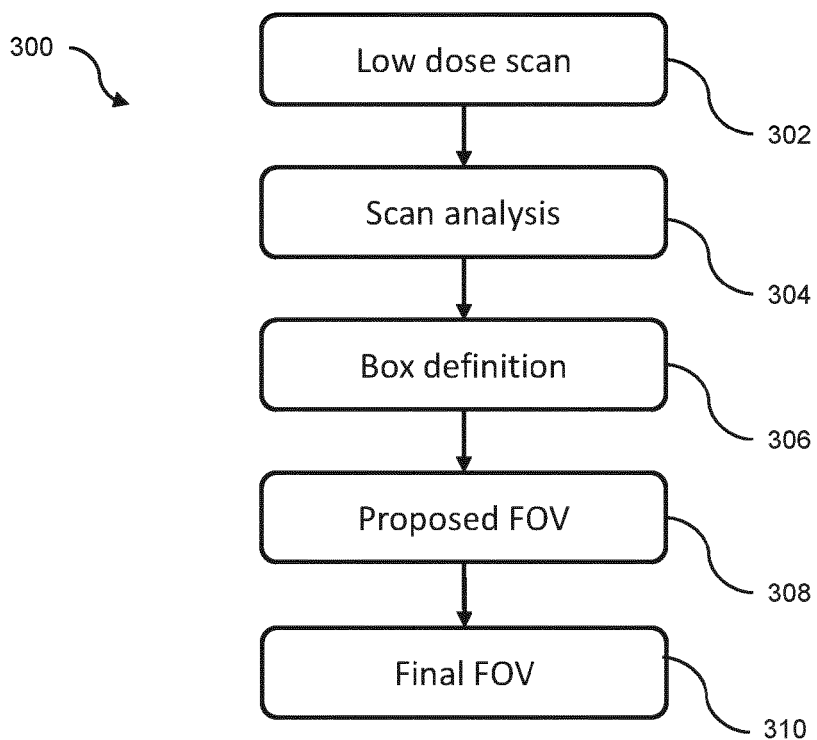 300
Low dose scan
302
Scan analysis
304
Box definition
306
Proposed FOV
308
Final FOV
310